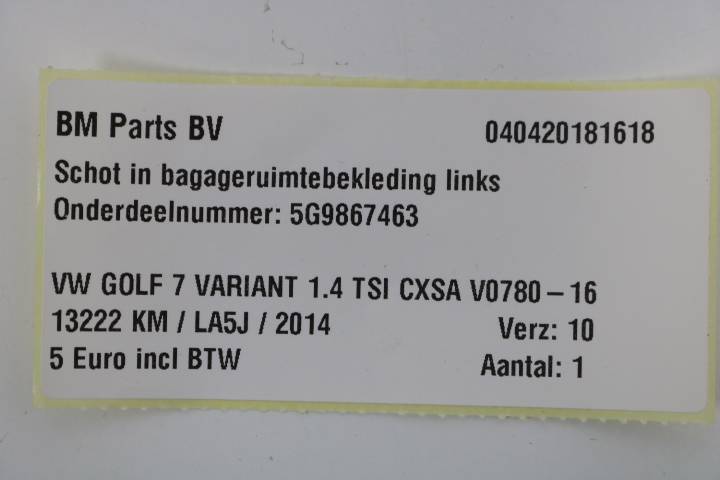 BM Parts BV 040420181618
Schot in bagageruimtebekleding links
Onderdeelnummer: 5G9867463
VW GOLF 7 VARIANT 1.4 TSI CXSA V0780 – 16
13222 KM / LA5J / 2014 Verz: 10
5 Euro incl BTW Aantal: 1